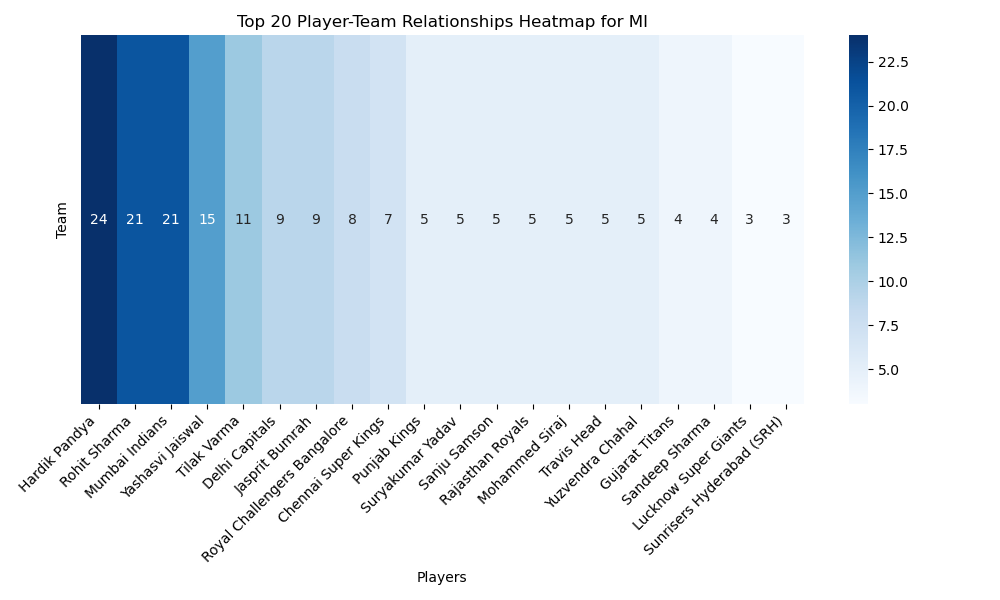 Top 20 Player-Team Relationships Heatmap for MI
Team
24 21 21 15 11 9 9 8 7 5 5 5 5 5 5 5 4 4 3 3
22.5
20.0
17.5
15.0
12.5
10.0
7.5
5.0
Hardik Pandya
Rohit Sharma
Mumbai Indians
Yashasvi Jaiswal
Tilak Varma
Delhi Capitals
Jasprit Bumrah
Royal Challengers Bangalore
Chennai Super Kings
Punjab Kings
Suryakumar Yadav
Sanju Samson
Rajasthan Royals
Mohammed Siraj
Travis Head
Yuzvendra Chahal
Gujarat Titans
Sandeep Sharma
Lucknow Super Giants
Sunrisers Hyderabad (SRH)
Players